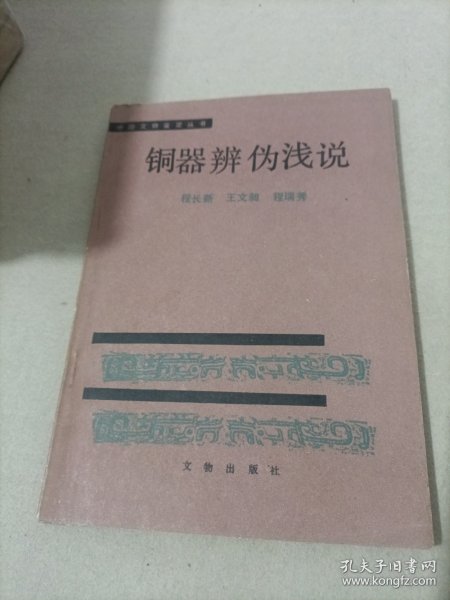 中国文物鉴定丛书
铜器辨伪浅说
程长新 王文昶 程瑞秀
文物出版社
孔夫子旧书网
www.kongfz.com